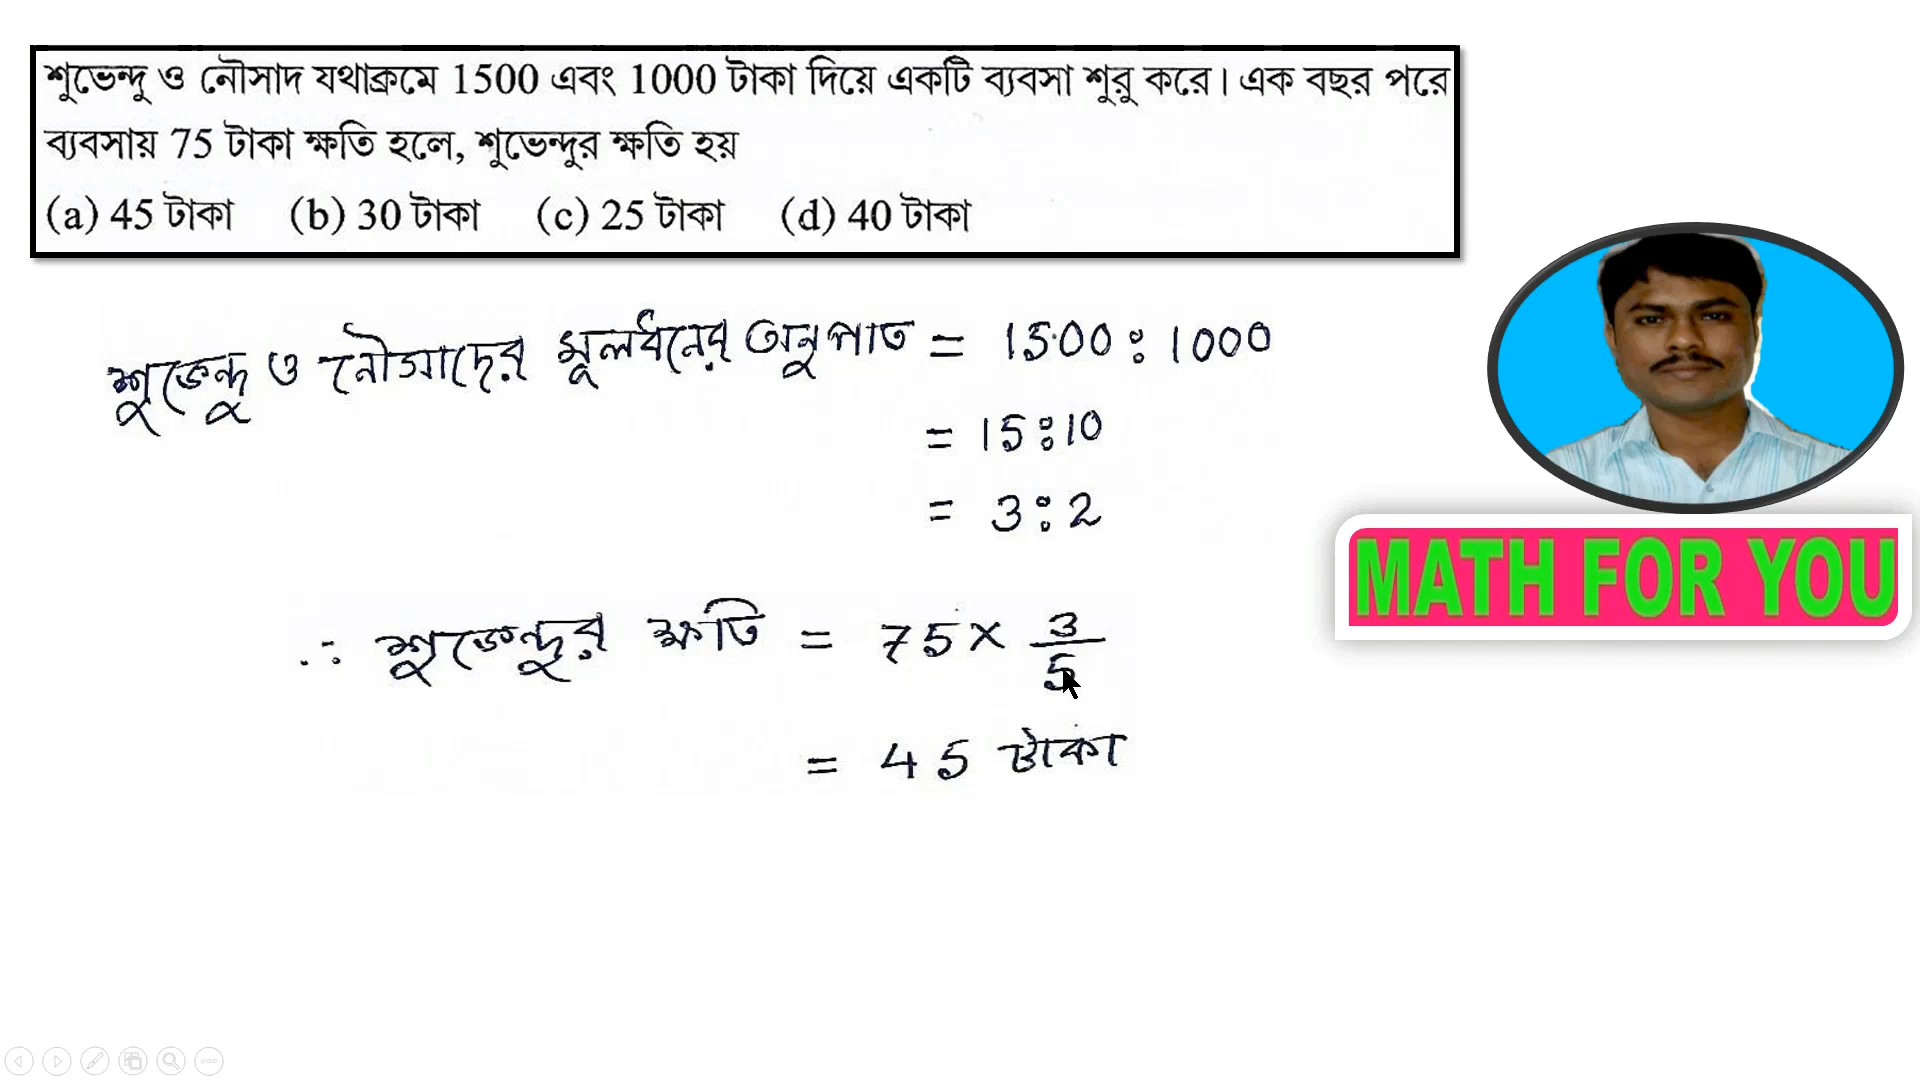 শুভেন্দু ও নৌসাদ যথাক্রমে 1500 এবং 1000 টাকা দিয়ে একটি ব্যবসা শুরু করে। এক বছর পরে
ব্যবসায় 75 টাকা ক্ষতি হলে, শুভেন্দুর ক্ষতি হয়
(a) 45 টাকা (b) 30 টাকা (c) 25 টাকা (d) 40 টাকা
শুভেন্দু ও নৌসাদের মূলধনের অনুপাত = 1500:1000
= 15:10
= 3:2
MATH FOR YOU
∴ শুভেন্দুর ক্ষতি = 75 × 3/5
= 45 টাকা